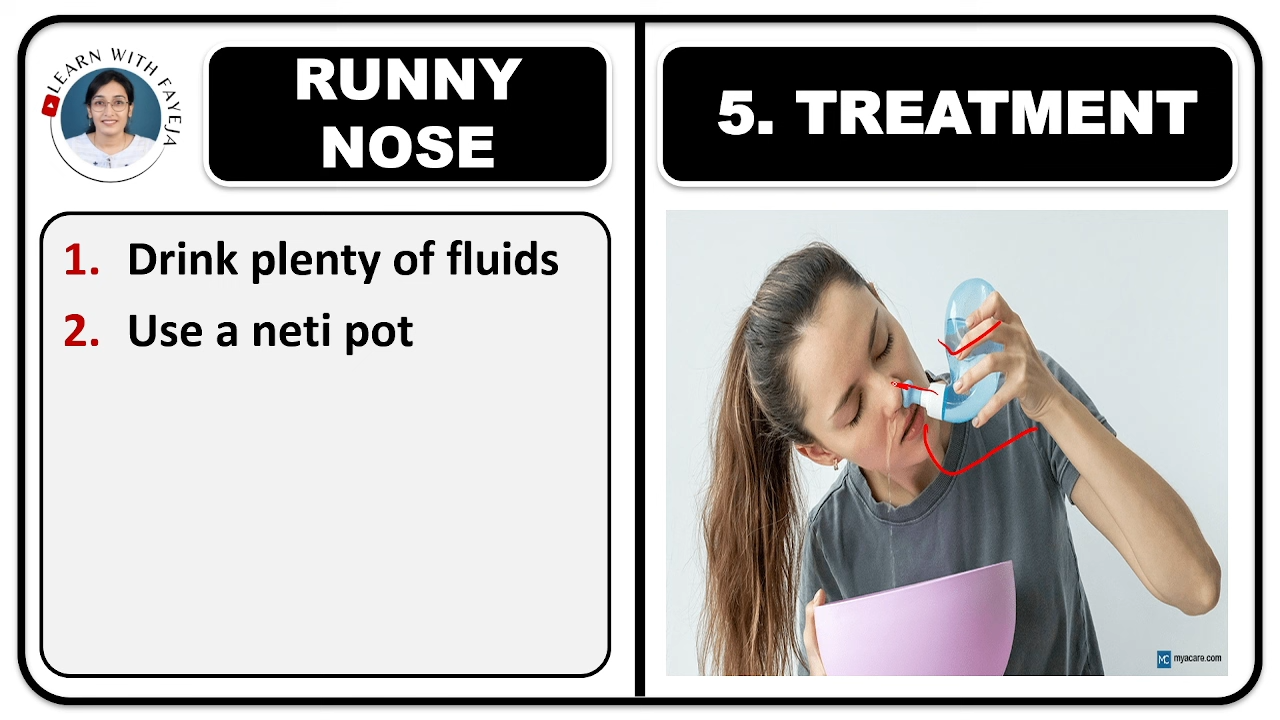 LEARN WITH FAYEJA
RUNNY
NOSE
5. TREATMENT
1. Drink plenty of fluids
2. Use a neti pot
MC myacare.com